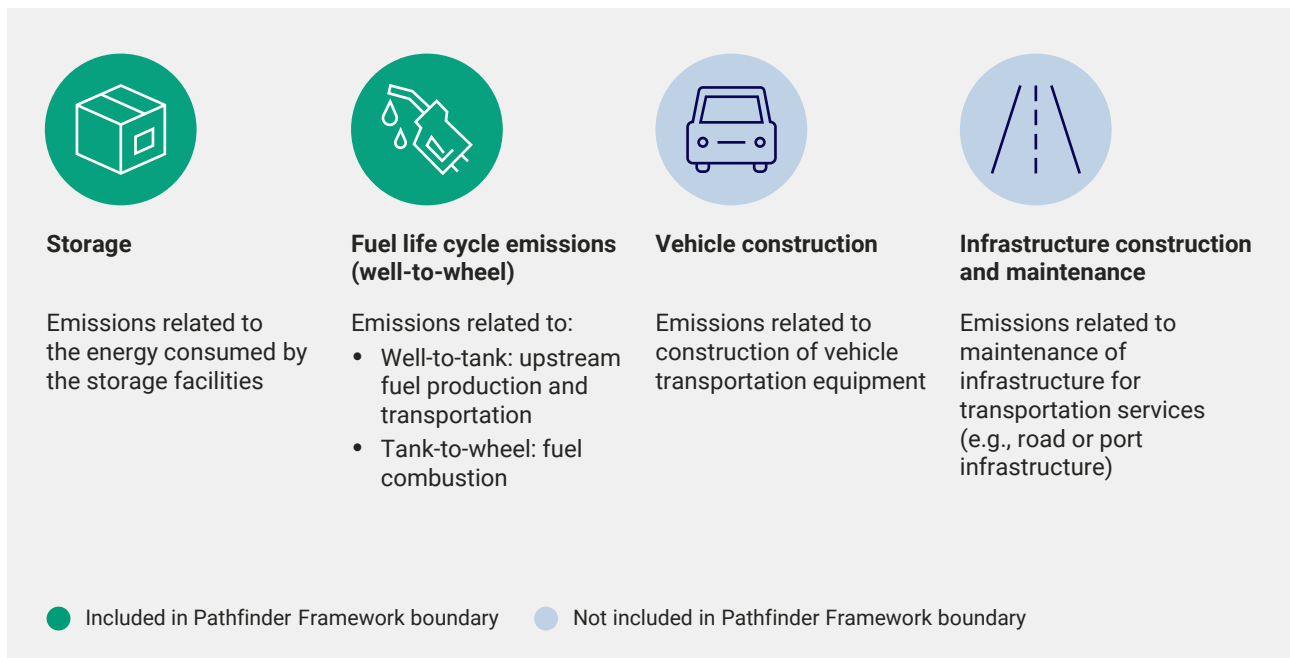 Storage
Emissions related to
the energy consumed by
the storage facilities
Fuel life cycle emissions
(well-to-wheel)
Emissions related to:
• Well-to-tank: upstream
fuel production and
transportation
• Tank-to-wheel: fuel
combustion
Vehicle construction
Emissions related to
construction of vehicle
transportation equipment
Infrastructure construction
and maintenance
Emissions related to
maintenance of
infrastructure for
transportation services
(e.g., road or port
infrastructure)
Included in Pathfinder Framework boundary
Not included in Pathfinder Framework boundary